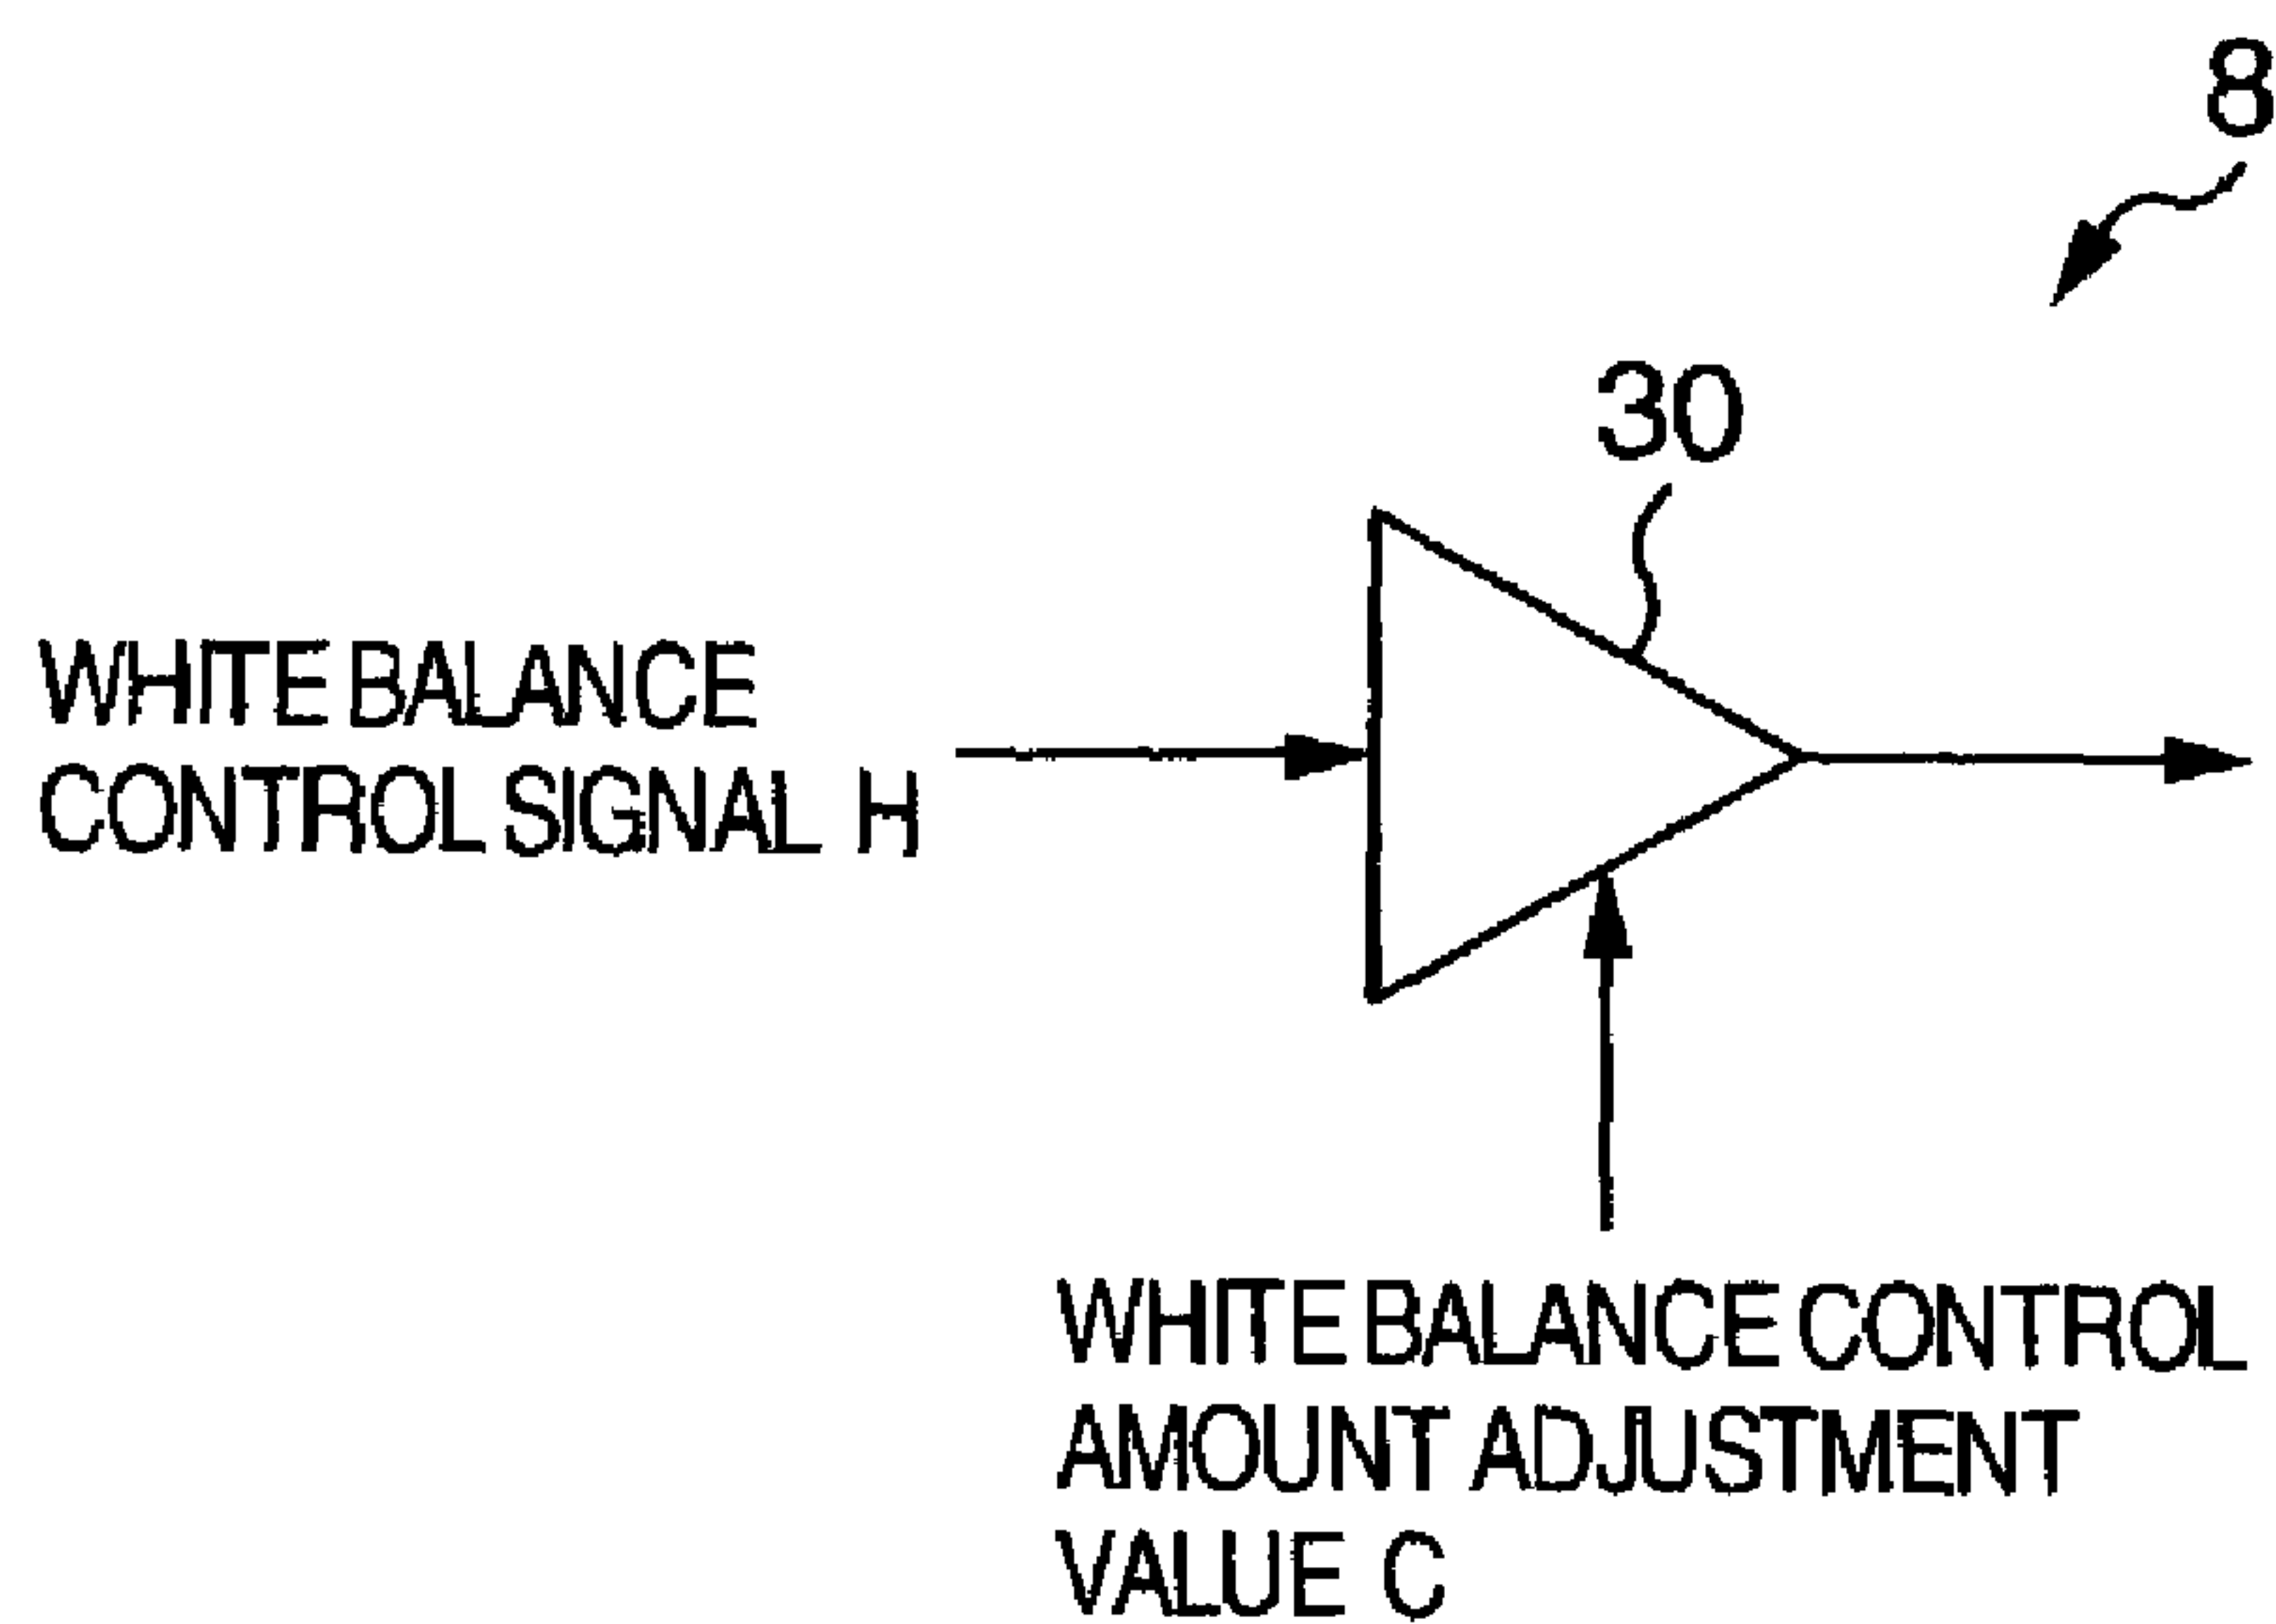 8
30
WHITE BALANCE
CONTROL SIGNAL H
WHITE BALANCE CONTROL
AMOUNT ADJUSTMENT
VALUE C